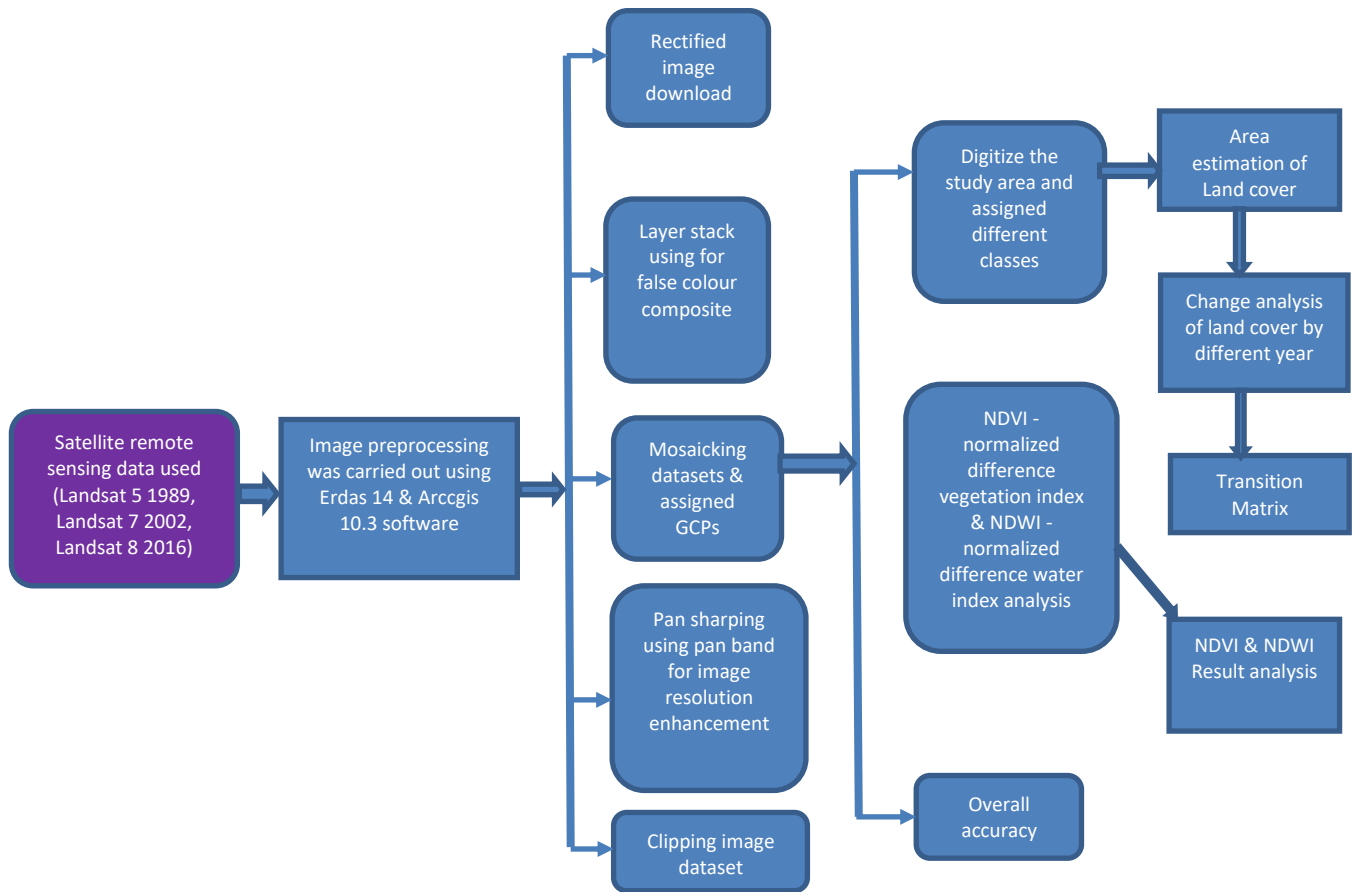 Satellite remote
sensing data used
(Landsat 5 1989,
Landsat 7 2002,
Landsat 8 2016)
Image preprocessing
was carried out using
Erdas 14 & Arccgis
10.3 software
Rectified
image
download
Layer stack
using for
false colour
composite
Mosaicking
datasets &
assigned
GCPs
Pan sharping
using pan band
for image
resolution
enhancement
Clipping image
dataset
Digitize the
study area and
assigned
different
classes
NDVI -
normalized
difference
vegetation index
& NDWI -
normalized
difference water
index analysis
Overall
accuracy
Area
estimation of
Land cover
Change analysis
of land cover by
different year
Transition
Matrix
NDVI & NDWI
Result analysis